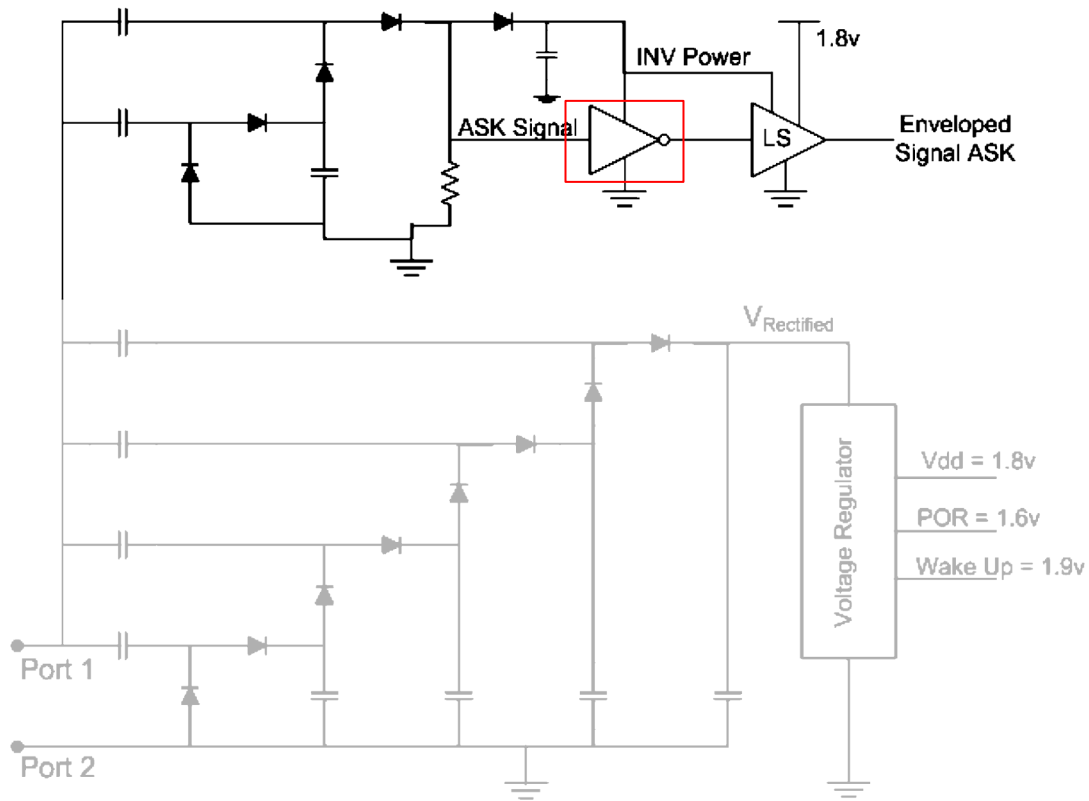 1.8v
INV Power
ASK Signal
LS
Enveloped
Signal ASK
VRectified
Voltage Regulator
Vdd = 1.8v
POR = 1.6v
Wake Up = 1.9v
Port 1
Port 2